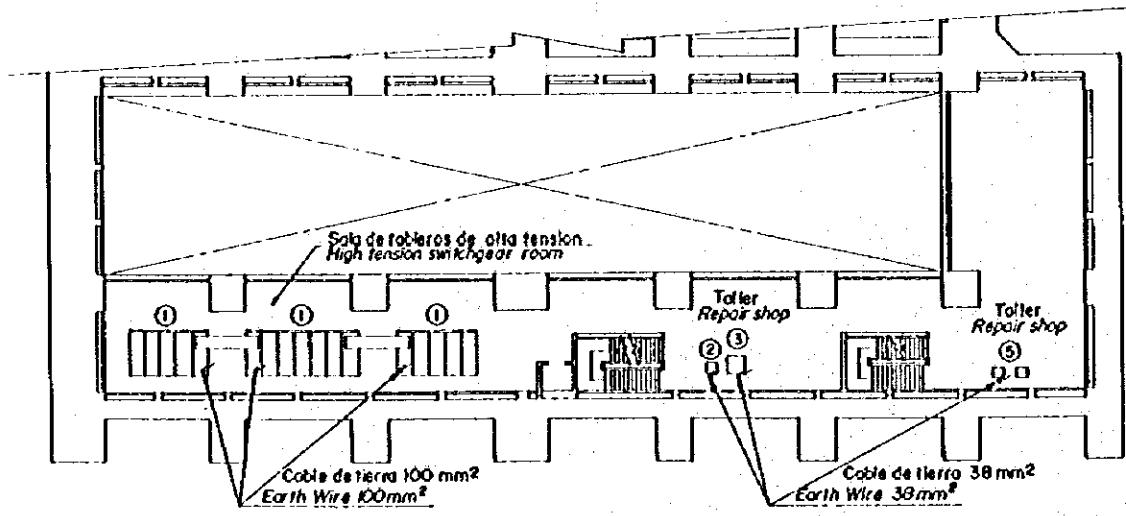 Sala de tableros de alta tension
High tension switchgear room
1
1
1
Taller
Repair shop
2
3
Taller
Repair shop
5
Cable de tierra 100 mm²
Earth Wire 100mm²
Cable de tierra 38 mm²
Earth Wire 38mm²